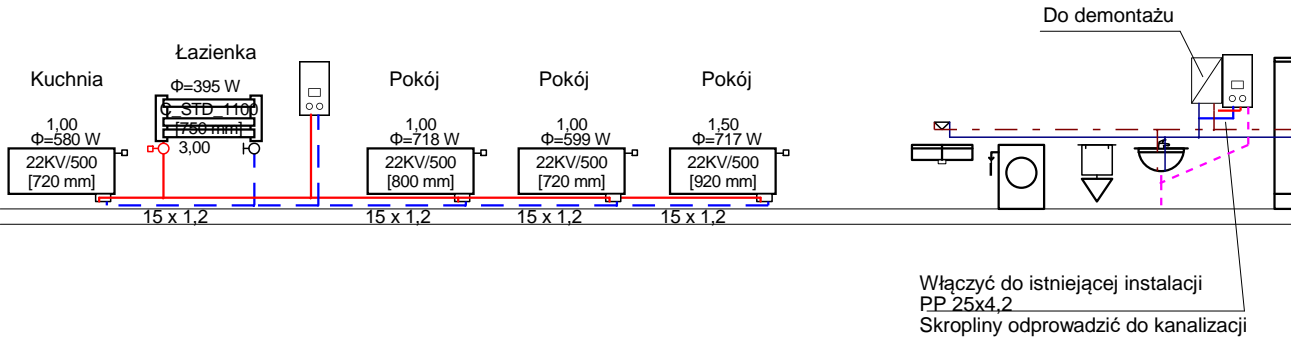 Do demontażu
Łazienka
Kuchnia
Pokój
Pokój
Pokój
Φ=395 W
C_STD_1100
[750 mm]
3,00
1,00
Φ=580 W
22KV/500
[720 mm]
1,00
Φ=718 W
22KV/500
[800 mm]
1,00
Φ=599 W
22KV/500
[720 mm]
1,50
Φ=717 W
22KV/500
[920 mm]
15 x 1,2
15 x 1,2
15 x 1,2
15 x 1,2
Włączyć do istniejącej instalacji
PP 25x4,2
Skropliny odprowadzić do kanalizacji